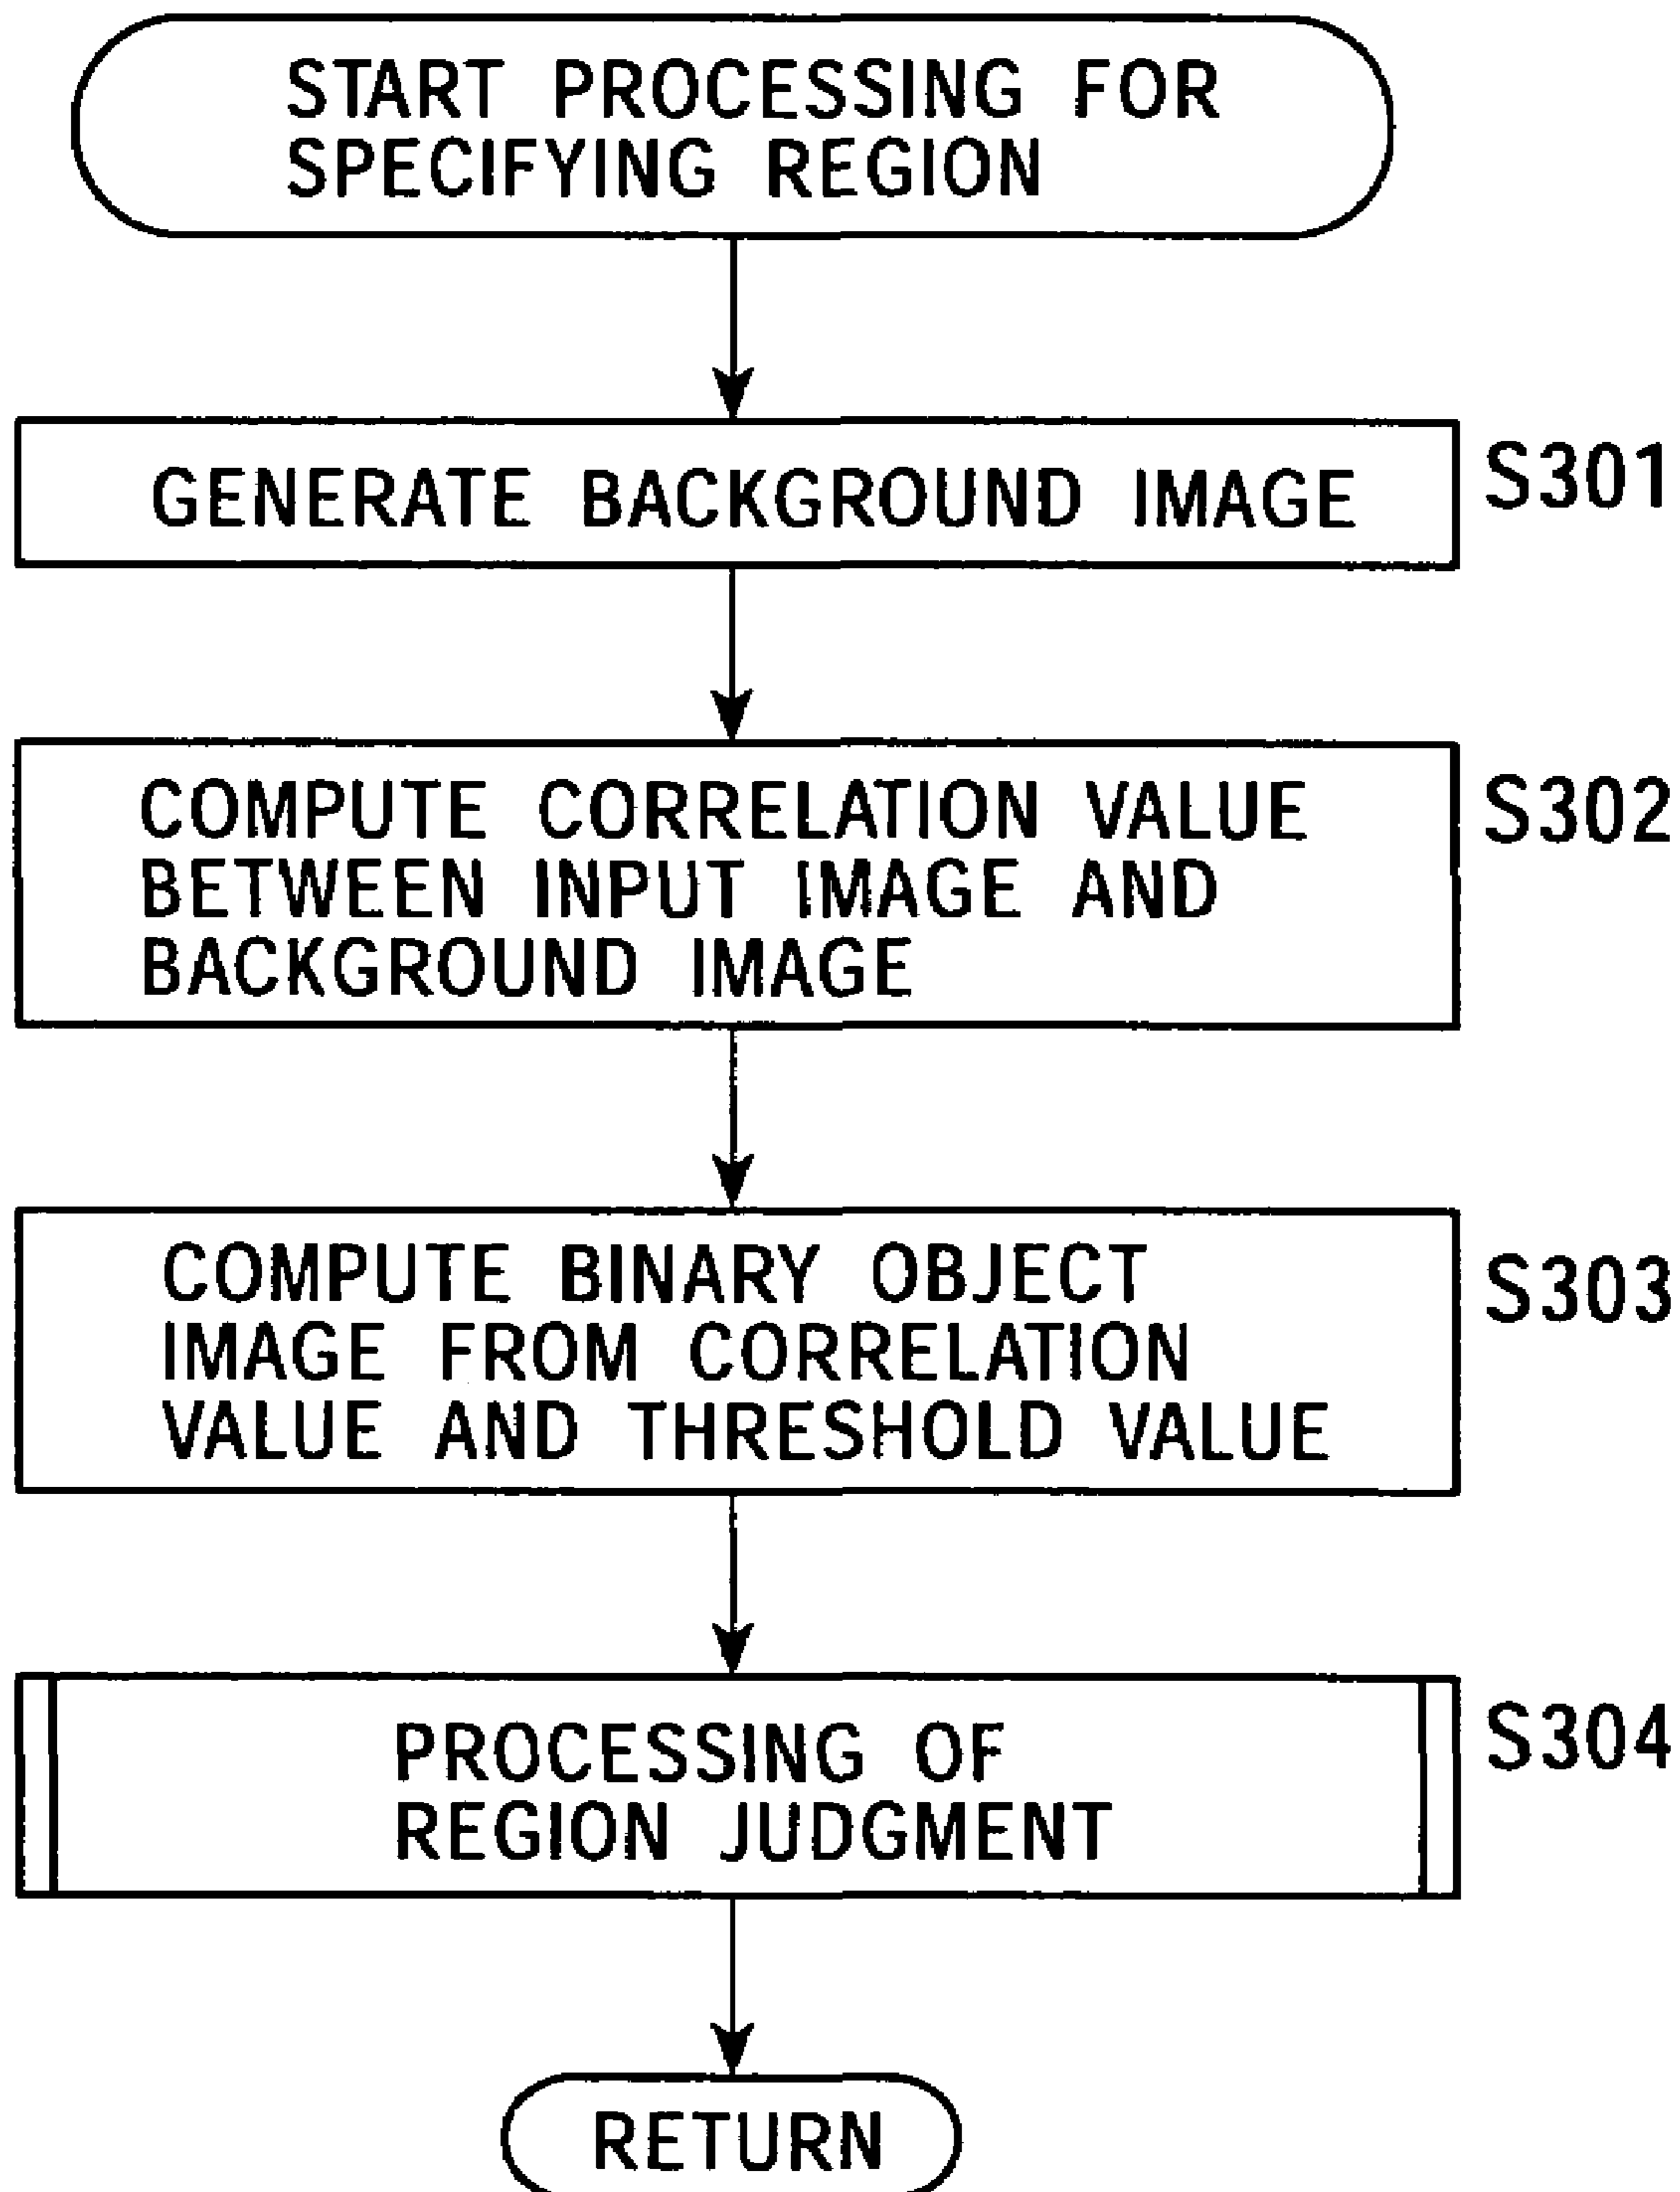 START PROCESSING FOR
SPECIFYING REGION
GENERATE BACKGROUND IMAGE
S301
COMPUTE CORRELATION VALUE
BETWEEN INPUT IMAGE AND
BACKGROUND IMAGE
S302
COMPUTE BINARY OBJECT
IMAGE FROM CORRELATION
VALUE AND THRESHOLD VALUE
S303
PROCESSING OF
REGION JUDGMENT
S304
RETURN